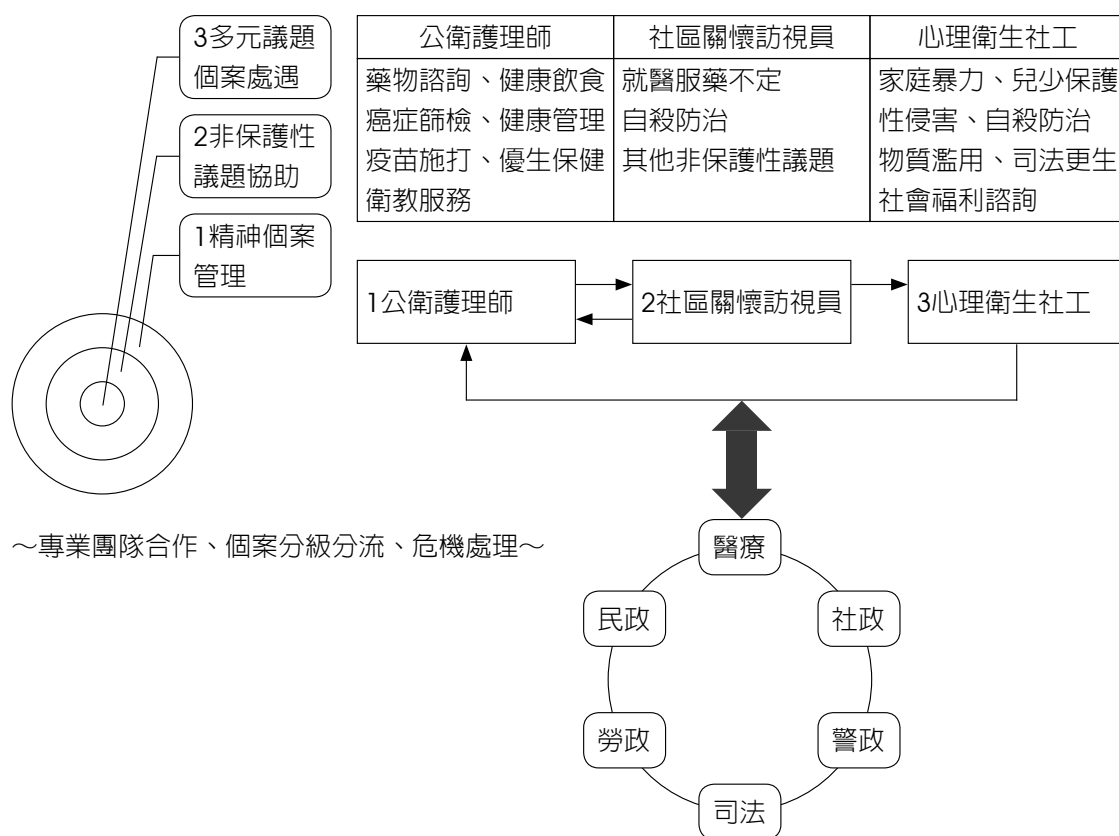 3多元議題
個案處遇
2非保護性
議題協助
1精神個案
管理
公衛護理師
藥物諮詢、健康飲食
癌症篩檢、健康管理
疫苗施打、優生保健
衛教服務
社區關懷訪視員
就醫服藥不定
自殺防治
其他非保護性議題
心理衛生社工
家庭暴力、兒少保護
性侵害、自殺防治
物質濫用、司法更生
社會福利諮詢
1公衛護理師
2社區關懷訪視員
3心理衛生社工
～專業團隊合作、個案分級分流、危機處理～
醫療
社政
警政
司法
勞政
民政